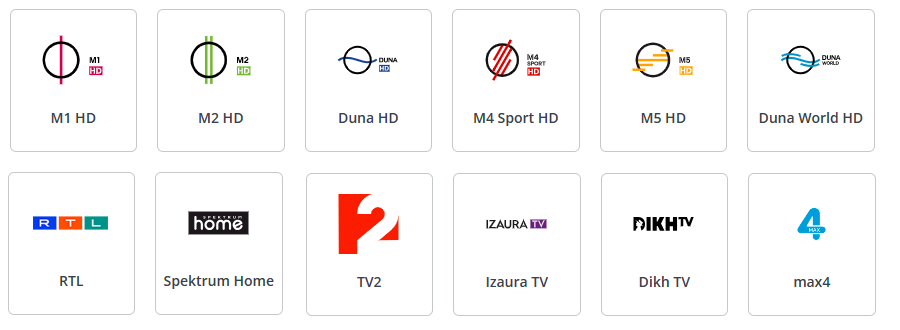 M1
HD
M1 HD
M2
HD
M2 HD
DUNA
HD
Duna HD
M4
SPORT
HD
M4 Sport HD
M5
HD
M5 HD
DUNA
WORLD
Duna World HD
RTL
RTL
SPEKTRUM
home
Spektrum Home
2
TV2
IZAURA TV
Izaura TV
DIKH TV
Dikh TV
4
MAX
max4